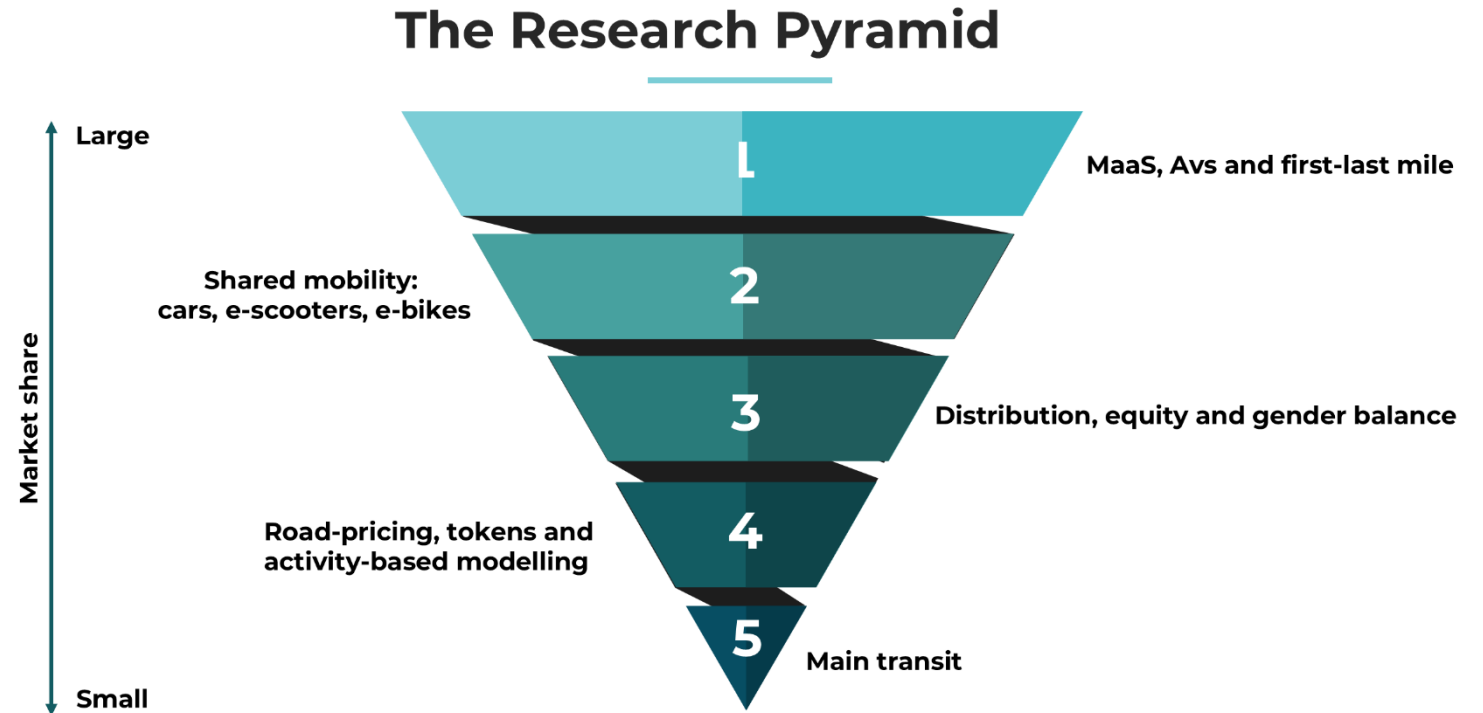 The Research Pyramid
Large
1
MaaS, Avs and first-last mile
Shared mobility:
cars, e-scooters, e-bikes
2
3
Distribution, equity and gender balance
Market share
Road-pricing, tokens and
activity-based modelling
4
5
Main transit
Small